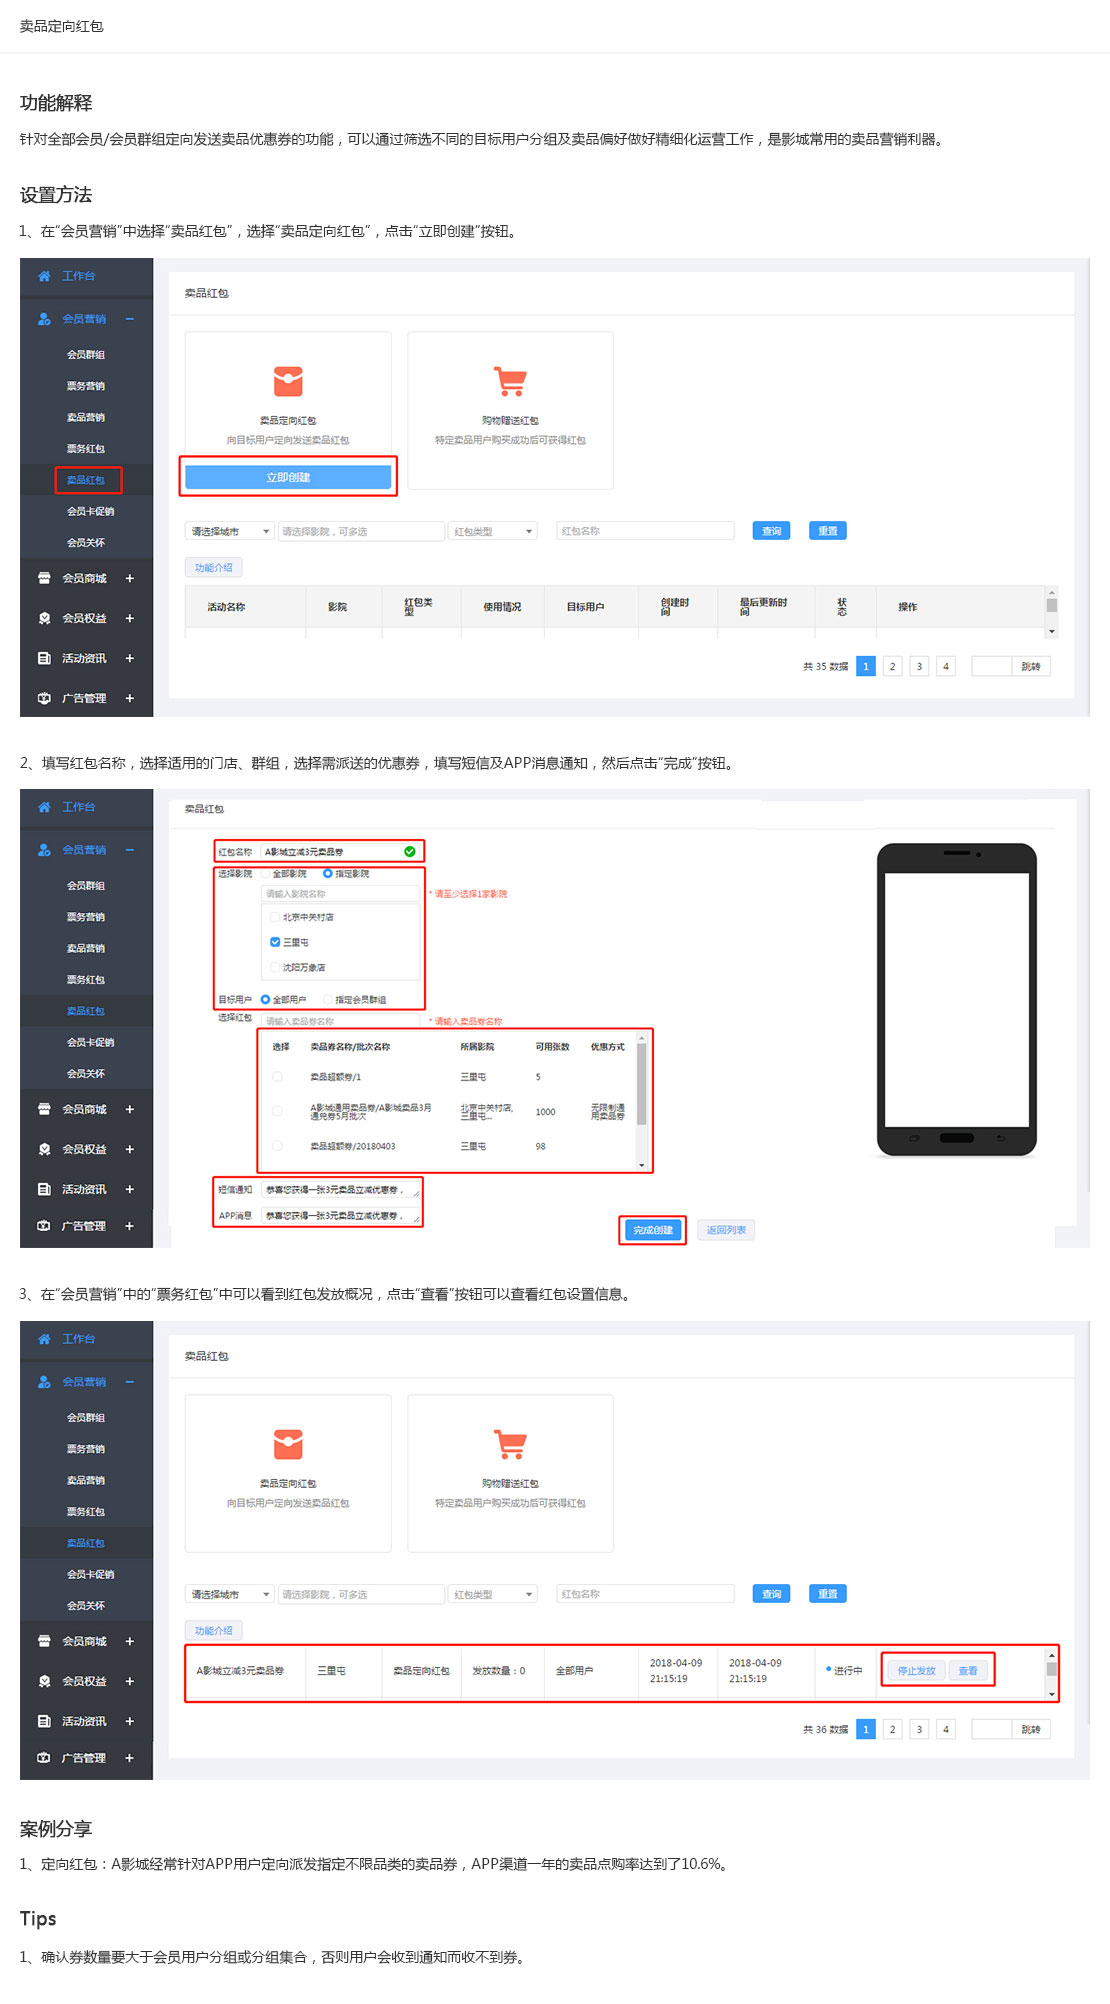 卖品定向红包
功能解释
针对全部会员/会员群组定向发送卖品优惠券的功能，可以通过筛选不同的目标用户分组及卖品偏好做好精细化运营工作，是影城常用的卖品营销利器。
设置方法
1、在“会员营销”中选择“卖品红包”，选择“卖品定向红包”，点击“立即创建”按钮。
工作台
会员营销
会员群组
票务营销
卖品营销
票务红包
卖品红包
会员卡促销
会员关怀
会员商城
会员权益
活动资讯
广告管理
卖品红包
卖品定向红包
向目标用户定向发送卖品红包
立即创建
购物赠送红包
特定卖品用户购买成功后可获得红包
请选择城市 请选择影院，可多选 红包类型 红包名称 查询 重置
功能介绍
活动名称 影院 红包类型 使用情况 目标用户 创建时间 最后更新时间 状态 操作
共 35 数据 1 2 3 4 跳转
2、填写红包名称，选择适用的门店、群组，选择需派送的优惠券，填写短信及APP消息通知，然后点击“完成”按钮。
工作台
会员营销
会员群组
票务营销
卖品营销
票务红包
卖品红包
会员卡促销
会员关怀
会员商城
会员权益
活动资讯
广告管理
卖品红包
红包名称 A影城立减3元卖品券
选择影院 全部影院 指定影院
请输入影院名称 * 请至少选择1家影院
北京中关村店
三里屯
沈阳万象店
目标用户 全部用户 指定会员群组
选择红包 请输入卖品券名称 * 请输入卖品券名称
选择 卖品券名称/批次名称 所属影院 可用张数 优惠方式
卖品超额券/1 三里屯 5
A影城通用卖品券/A影城卖品3月通兑券5月批次 北京中关村店,三里屯... 1000 无限制通用卖品券
卖品超额券/20180403 三里屯 98
短信通知 恭喜您获得一张3元卖品立减优惠券，
APP消息 恭喜您获得一张3元卖品立减优惠券，
完成创建 返回列表
3、在“会员营销”中的“票务红包”中可以看到红包发放概况，点击“查看”按钮可以查看红包设置信息。
工作台
会员营销
会员群组
票务营销
卖品营销
票务红包
卖品红包
会员卡促销
会员关怀
会员商城
会员权益
活动资讯
广告管理
卖品红包
卖品定向红包
向目标用户定向发送卖品红包
购物赠送红包
特定卖品用户购买成功后可获得红包
请选择城市 请选择影院，可多选 红包类型 红包名称 查询 重置
功能介绍
A影城立减3元卖品券 三里屯 卖品定向红包 发放数量：0 全部用户 2018-04-09 21:15:19 2018-04-09 21:15:19 进行中 停止发放 查看
共 36 数据 1 2 3 4 跳转
案例分享
1、定向红包：A影城经常针对APP用户定向派发指定不限品类的卖品券，APP渠道一年的卖品点购率达到了10.6%。
Tips
1、确认券数量要大于会员用户分组或分组集合，否则用户会收到通知而收不到券。